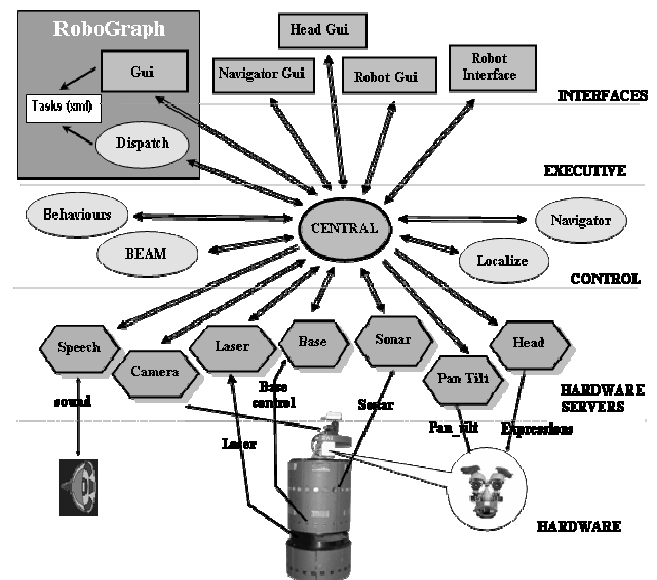 RoboGraph
Head Gui
Gui
Navigator Gui
Robot Gui
Robot
Interface
INTERFACES
Tasks (xml)
Dispatch
EXECUTIVE
Behaviours
CENTRAL
Navigator
BEAM
Localize
CONTROL
Speech
Camera
Laser
Base
Sonar
Pan Tilt
Head
HARDWARE
SERVERS
sound
Base
control
Sonar
Laser
Pan_tilt
Expressions
HARDWARE